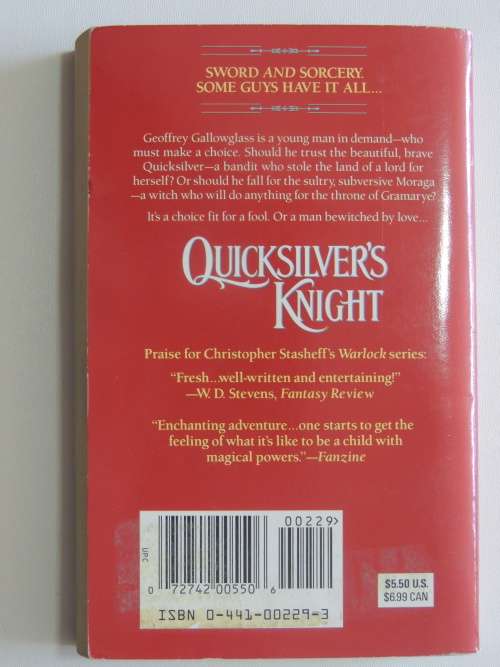 SWORD AND SORCERY.
SOME GUYS HAVE IT ALL...
Geoffrey Gallowglass is a young man in demand—who
must make a choice. Should he trust the beautiful, brave
Quicksilver—a bandit who stole the land of a lord for
herself? Or should he fall for the sultry, subversive Moraga
—a witch who will do anything for the throne of Gramarye?
It's a choice fit for a fool. Or a man bewitched by love...
QUICKSILVER'S
KNIGHT
Praise for Christopher Stasheff's Warlock series:
"Fresh...well-written and entertaining!"
—W. D. Stevens, Fantasy Review
"Enchanting adventure...one starts to get the
feeling of what it's like to be a child with
magical powers."—Fanzine
00229>
UPC
0 72742 00550 6
ISBN 0-441-00229-3
$5.50 U.S.
$6.99 CAN